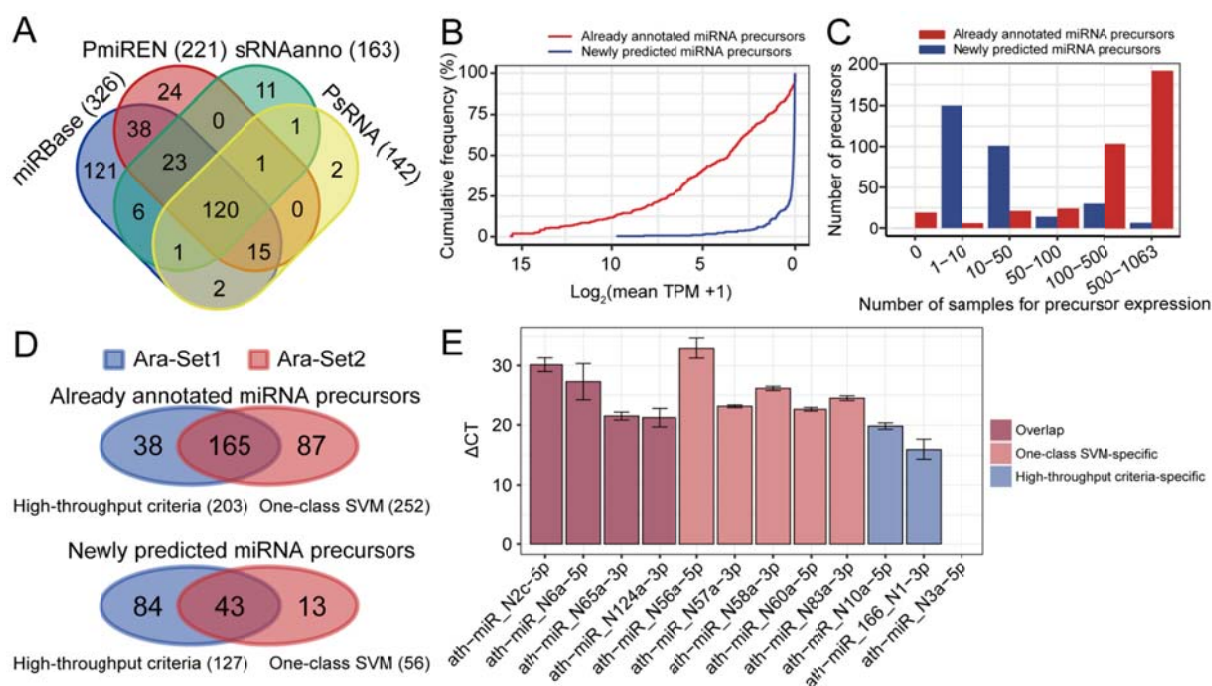 A
PmiREN (221) sRNAanno (163)
miRBase (326)
PsRNA (142)
24
11
38
0
1
121
23
1
2
6
120
0
1
15
2
B
Already annotated miRNA precursors
Newly predicted miRNA precursors
Cumulative frequency (%)
100
75
50
25
0
15
10
5
0
Log2(mean TPM +1)
C
Already annotated miRNA precursors
Newly predicted miRNA precursors
Number of precursors
200
150
100
50
0
0
1-10
10-50
50-100
100-500
500-1063
Number of samples for precursor expression
D
Ara-Set1
Ara-Set2
Already annotated miRNA precursors
38
165
87
High-throughput criteria (203)
One-class SVM (252)
Newly predicted miRNA precursors
84
43
13
High-throughput criteria (127)
One-class SVM (56)
E
ΔCT
30
20
10
0
ath-miR_N2c-5p
ath-miR_N6a-5p
ath-miR_N65a-3p
ath-miR_N124a-3p
ath-miR_N56a-5p
ath-miR_N57a-3p
ath-miR_N58a-3p
ath-miR_N60a-5p
ath-miR_N83a-3p
ath-miR_N10a-5p
ath-miR_166_N1-3p
ath-miR_N3a-5p
Overlap
One-class SVM-specific
High-throughput criteria-specific